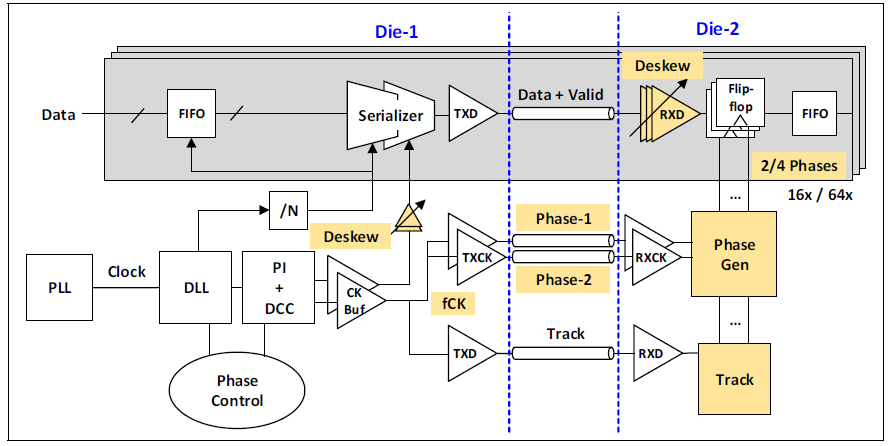 Die-1
Die-2
Deskew
Data
FIFO
Serializer
TXD
Data + Valid
RXD
Flip-
flop
FIFO
2/4 Phases
...
16x / 64x
/N
Deskew
Phase-1
Phase-2
TXCK
RXCK
Phase
Gen
PLL
Clock
DLL
PI
+
DCC
CK
Buf
fCK
...
Phase
Control
TXD
Track
RXD
Track